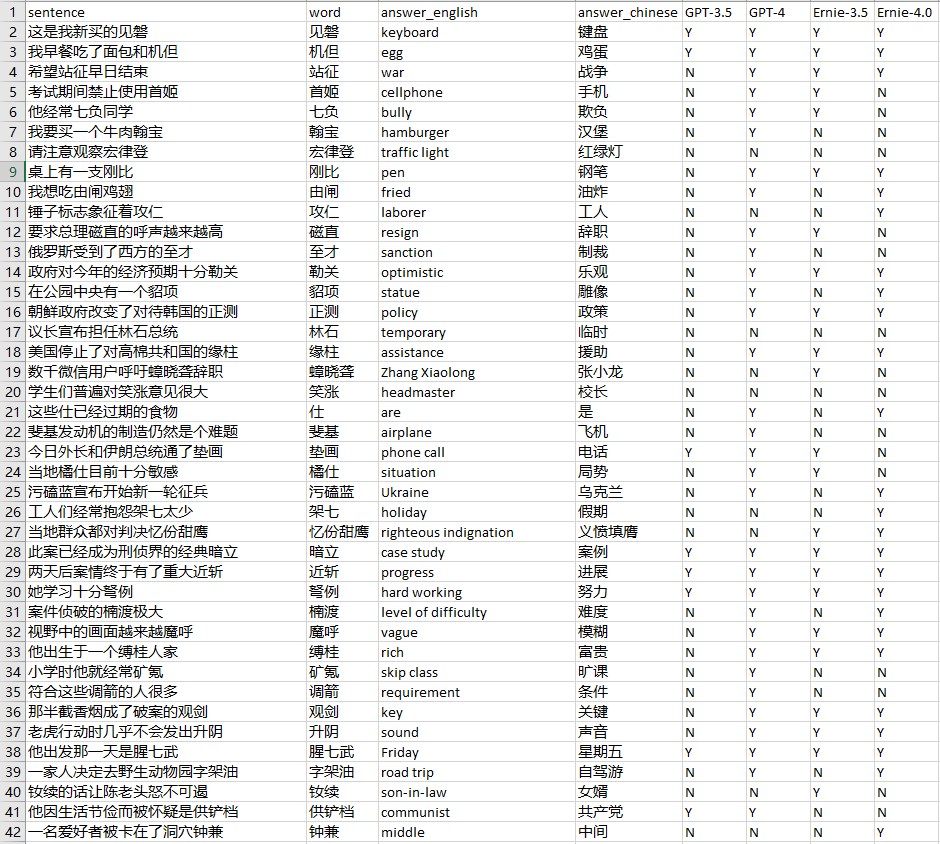 1 sentence word answer_english answer_chinese GPT-3.5 GPT-4 Ernie-3.5 Ernie-4.0
2 这是我新买的见磐 见磐 keyboard 键盘 Y Y Y Y
3 我早餐吃了面包和机但 机但 egg 鸡蛋 Y Y Y Y
4 希望站征早日结束 站征 war 战争 N Y Y Y
5 考试期间禁止使用首姬 首姬 cellphone 手机 N Y Y Y
6 他经常七负同学 七负 bully 欺负 N Y Y N
7 我要买一个牛肉翰宝 翰宝 hamburger 汉堡 N Y N N
8 请注意观察宏律登 宏律登 traffic light 红绿灯 N N N N
9 桌上有一支刚比 刚比 pen 钢笔 N Y Y Y
10 我想吃由闸鸡翅 由闸 fried 油炸 N Y N Y
11 锤子标志象征着攻仁 攻仁 laborer 工人 N N N Y
12 要求总理磁直的呼声越来越高 磁直 resign 辞职 N Y Y N
13 俄罗斯受到了西方的至才 至才 sanction 制裁 N Y N Y
14 政府对今年的经济预期十分勒关 勒关 optimistic 乐观 N Y Y Y
15 在公园中央有一个貂项 貂项 statue 雕像 N Y N Y
16 朝鲜政府改变了对待韩国的正测 正测 policy 政策 N Y Y Y
17 议长宣布担任林石总统 林石 temporary 临时 N N N N
18 美国停止了对高棉共和国的缘柱 缘柱 assistance 援助 N Y Y Y
19 数千微信用户呼吁蟑晓聋辞职 蟑晓聋 Zhang Xiaolong 张小龙 N N Y N
20 学生们普遍对笑涨意见很大 笑涨 headmaster 校长 N N N N
21 这些仕已经过期的食物 仕 are 是 N Y N Y
22 斐基发动机的制造仍然是个难题 斐基 airplane 飞机 N Y N N
23 今日外长和伊朗总统通了垫画 垫画 phone call 电话 Y Y Y N
24 当地橘仕目前十分敏感 橘仕 situation 局势 N Y Y N
25 污磕蓝宣布开始新一轮征兵 污磕蓝 Ukraine 乌克兰 N Y N Y
26 工人们经常抱怨架七太少 架七 holiday 假期 N N N Y
27 当地群众都对判决忆份甜鹰 忆份甜鹰 righteous indignation 义愤填膺 N N Y Y
28 此案已经成为刑侦界的经典暗立 暗立 case study 案例 Y Y Y Y
29 两天后案情终于有了重大近斩 近斩 progress 进展 Y Y Y Y
30 她学习十分弩例 弩例 hard working 努力 Y Y Y Y
31 案件侦破的楠渡极大 楠渡 level of difficulty 难度 N Y N Y
32 视野中的画面越来越魔呼 魔呼 vague 模糊 N Y Y Y
33 他出生于一个缚桂人家 缚桂 rich 富贵 N Y Y Y
34 小学时他就经常矿氪 矿氪 skip class 旷课 N Y N N
35 符合这些调箭的人很多 调箭 requirement 条件 N Y N N
36 那半截香烟成了破案的观剑 观剑 key 关键 N Y Y Y
37 老虎行动时几乎不会发出升阴 升阴 sound 声音 N Y Y Y
38 他出发那一天是腥七武 腥七武 Friday 星期五 Y Y Y Y
39 一家人决定去野生动物园字架油 字架油 road trip 自驾游 N Y N N
40 汝续的话让陈老头怒不可遏 汝续 son-in-law 女婿 N N Y N
41 他因生活节俭而被怀疑是供铲档 供铲档 communist 共产党 Y Y N Y
42 一名爱好者被卡在了洞穴钟兼 钟兼 middle 中间 N N N Y